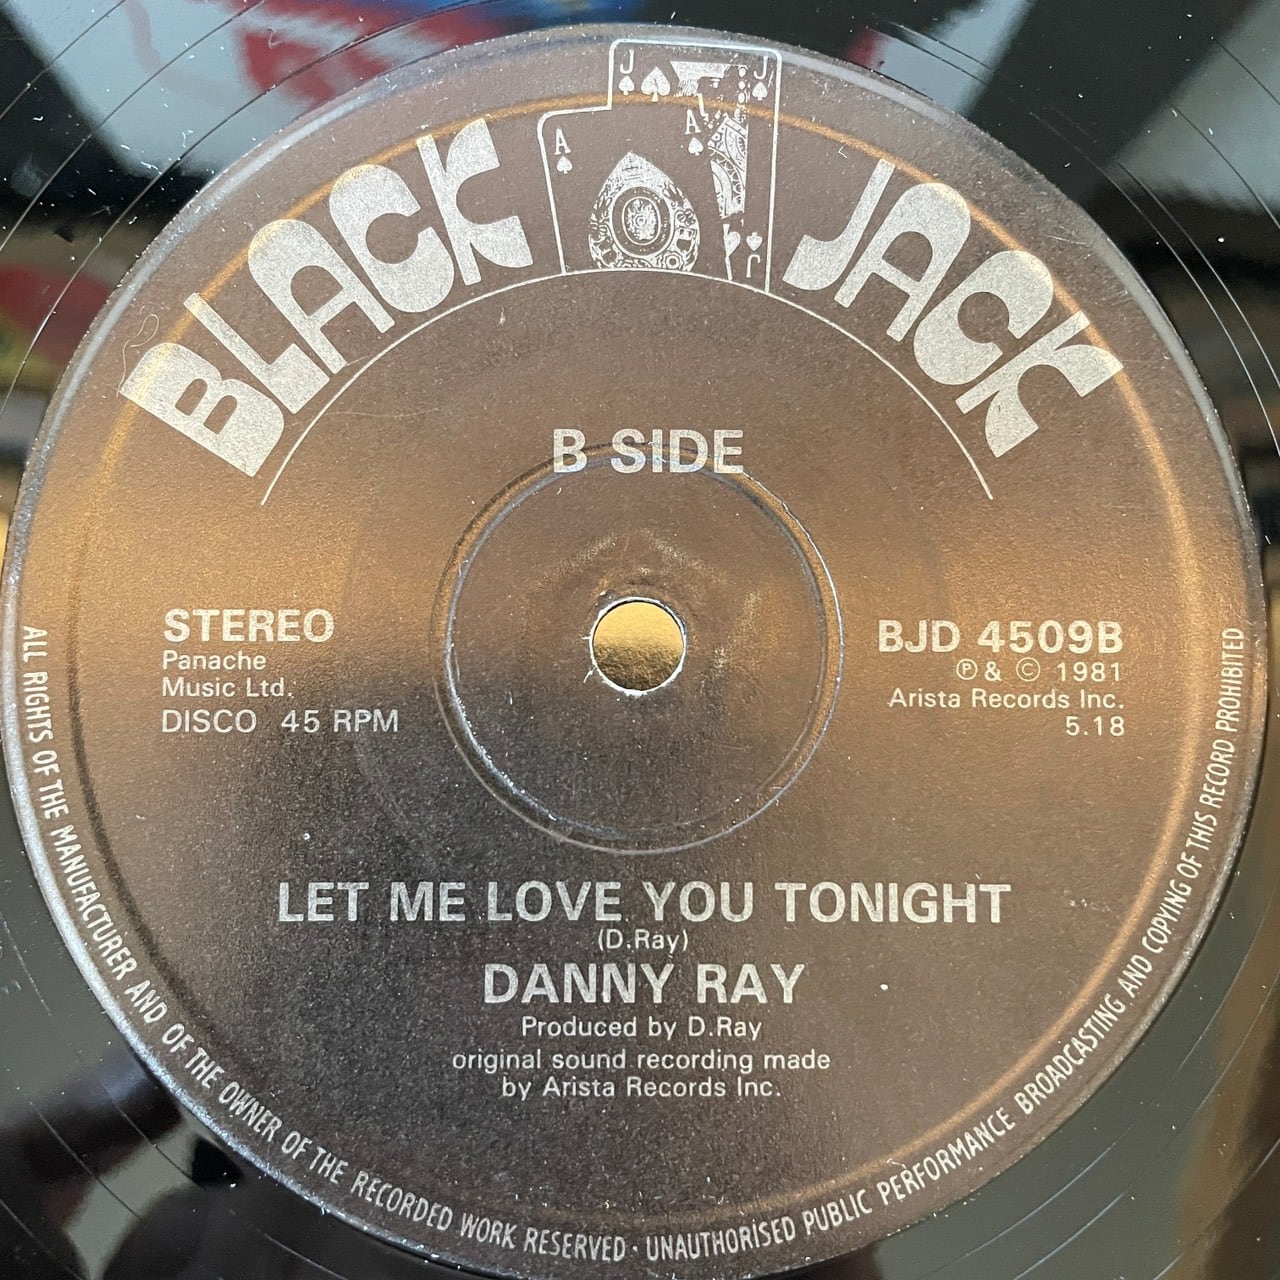 BLACK JACK
J J
A A
J
B SIDE
STEREO
Panache
Music Ltd.
DISCO 45 RPM
BJD 4509B
℗ & © 1981
Arista Records Inc.
5.18
LET ME LOVE YOU TONIGHT
(D.Ray)
DANNY RAY
Produced by D.Ray
original sound recording made
by Arista Records Inc.
ALL RIGHTS OF THE MANUFACTURER AND OF THE OWNER OF THE RECORDED WORK RESERVED · UNAUTHORISED PUBLIC PERFORMANCE BROADCASTING AND COPYING OF THIS RECORD PROHIBITED